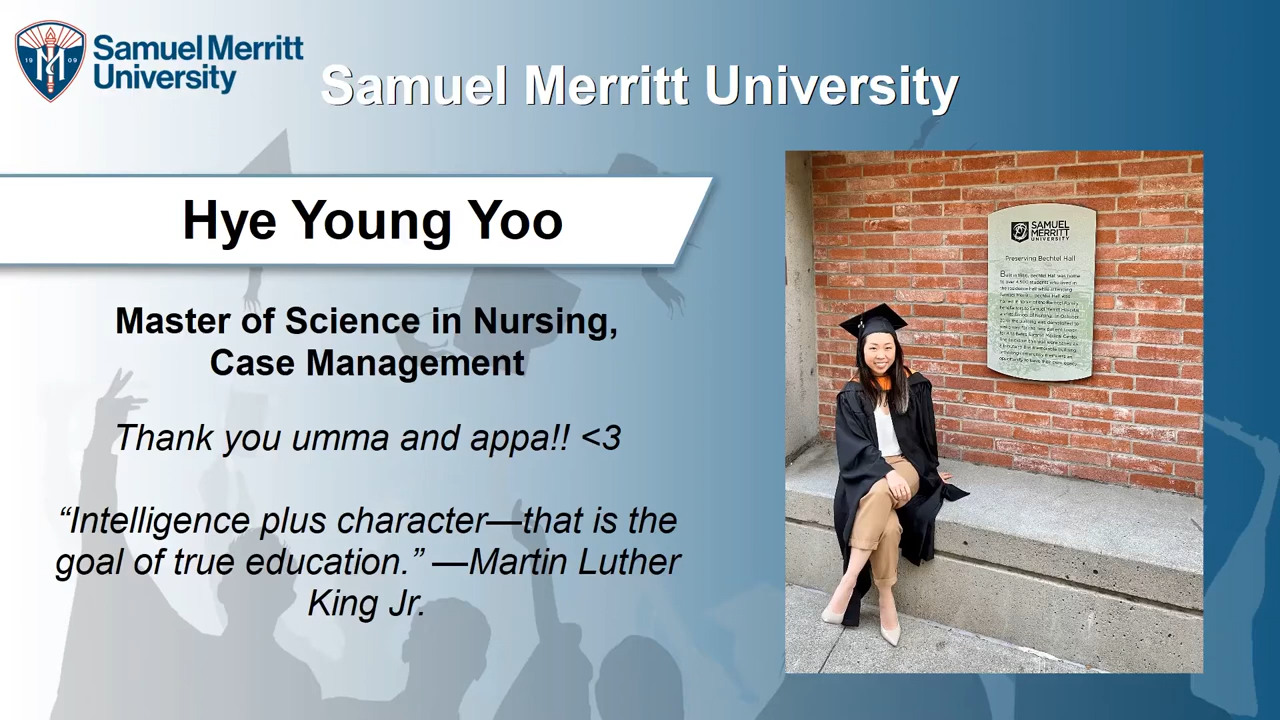 Samuel Merritt
University
19 09
Samuel Merritt University
Hye Young Yoo
Master of Science in Nursing,
Case Management
Thank you umma and appa!! <3
“Intelligence plus character—that is the
goal of true education.” —Martin Luther
King Jr.
SAMUEL
MERRITT
UNIVERSITY
Preserving Bechtel Hall